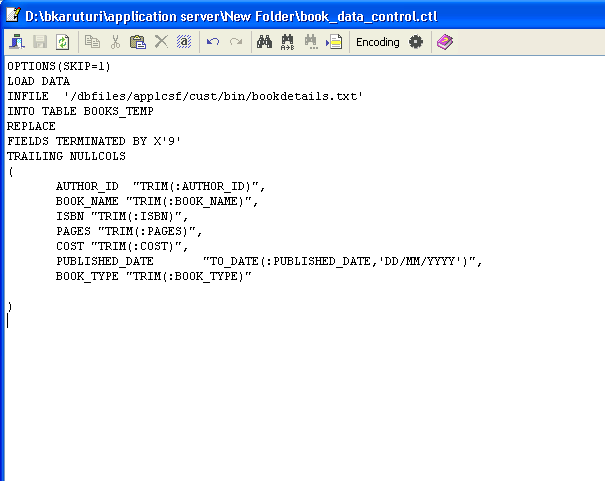 D:\bkaruturi\application server\New Folder\book_data_control.ctl
Encoding
OPTIONS(SKIP=1)
LOAD DATA
INFILE  '/dbfiles/applcsf/cust/bin/bookdetails.txt'
INTO TABLE BOOKS_TEMP
REPLACE
FIELDS TERMINATED BY X'9'
TRAILING NULLCOLS
(
       AUTHOR_ID  "TRIM(:AUTHOR_ID)",
       BOOK_NAME "TRIM(:BOOK_NAME)",
       ISBN "TRIM(:ISBN)",
       PAGES "TRIM(:PAGES)",
       COST "TRIM(:COST)",
       PUBLISHED_DATE       "TO_DATE(:PUBLISHED_DATE,'DD/MM/YYYY')",
       BOOK_TYPE "TRIM(:BOOK_TYPE)"
)